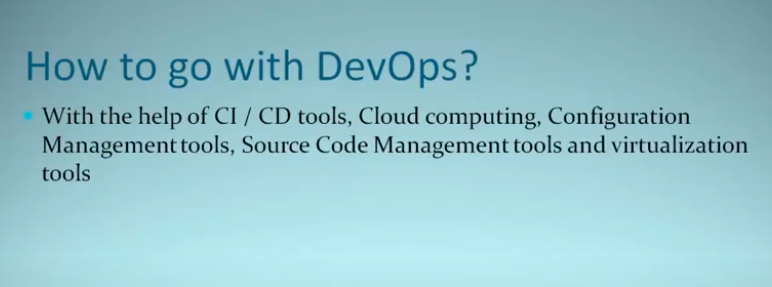 How to go with DevOps?
With the help of CI / CD tools, Cloud computing, Configuration
Management tools, Source Code Management tools and virtualization
tools